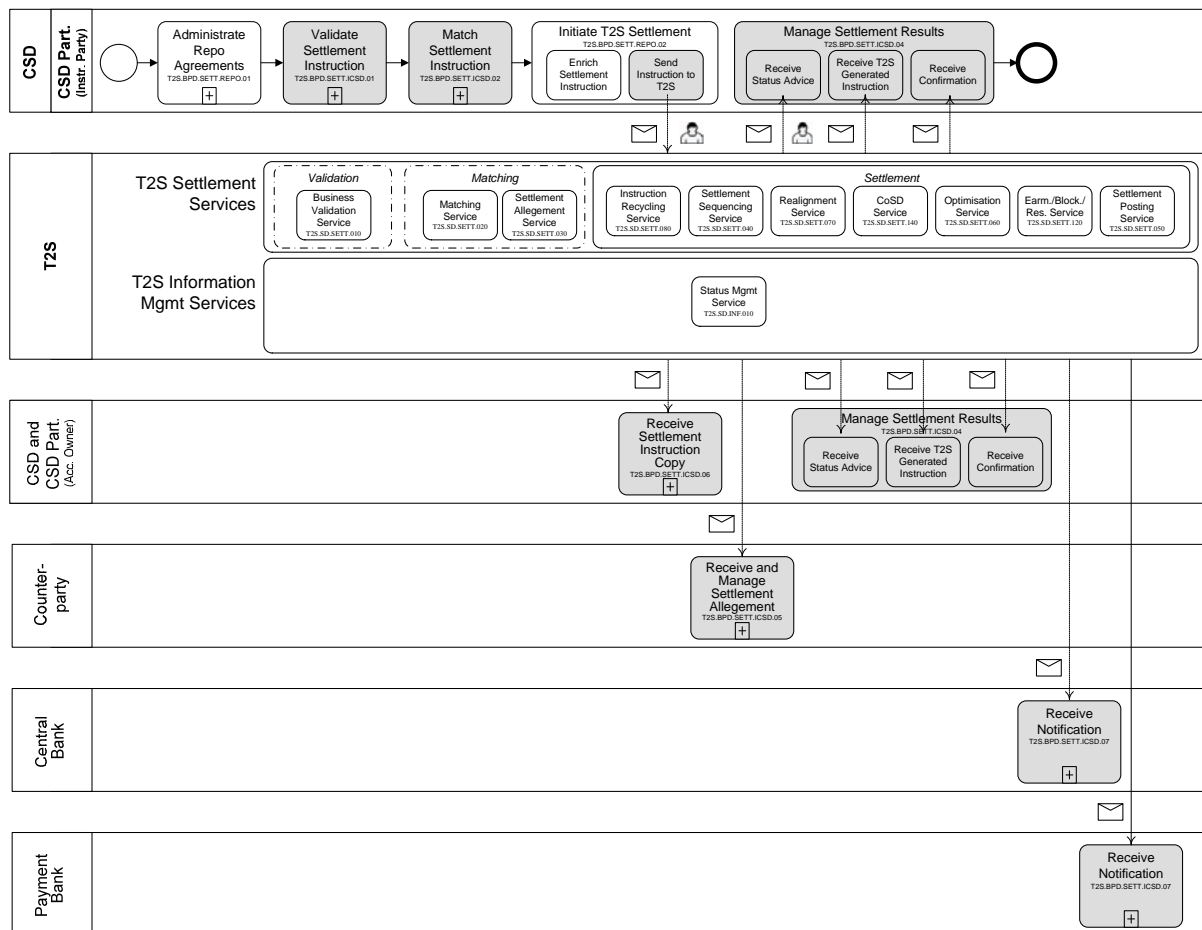 CSD
CSD Part.
(Instr. Party)
Administrate
Repo
Agreements
T2S.BPD.SETT.REPO.01
+
Validate
Settlement
Instruction
T2S.BPD.SETT.ICSD.01
+
Match
Settlement
Instruction
T2S.BPD.SETT.ICSD.02
+
Initiate T2S Settlement
T2S.BPD.SETT.REPO.02
Enrich
Settlement
Instruction
Send
Instruction to
T2S
Manage Settlement Results
T2S.BPD.SETT.ICSD.04
Receive
Status Advice
Receive T2S
Generated
Instruction
Receive
Confirmation
T2S
T2S Settlement
Services
Validation
Business
Validation
Service
T2S.SD.SETT.010
Matching
Matching
Service
T2S.SD.SETT.020
Settlement
Allegement
Service
T2S.SD.SETT.030
Settlement
Instruction
Recycling
Service
T2S.SD.SETT.080
Settlement
Sequencing
Service
T2S.SD.SETT.040
Realignment
Service
T2S.SD.SETT.070
CoSD
Service
T2S.SD.SETT.140
Optimisation
Service
T2S.SD.SETT.060
Earm./Block./
Res. Service
T2S.SD.SETT.120
Settlement
Posting
Service
T2S.SD.SETT.050
T2S Information
Mgmt Services
Status Mgmt
Service
T2S.SD.INF.010
CSD and
CSD Part.
(Acc. Owner)
Receive
Settlement
Instruction
Copy
T2S.BPD.SETT.ICSD.06
+
Manage Settlement Results
T2S.BPD.SETT.ICSD.04
Receive
Status Advice
Receive T2S
Generated
Instruction
Receive
Confirmation
Counter-
party
Receive and
Manage
Settlement
Allegement
T2S.BPD.SETT.ICSD.05
+
Central
Bank
Receive
Notification
T2S.BPD.SETT.ICSD.07
+
Payment
Bank
Receive
Notification
T2S.BPD.SETT.ICSD.07
+